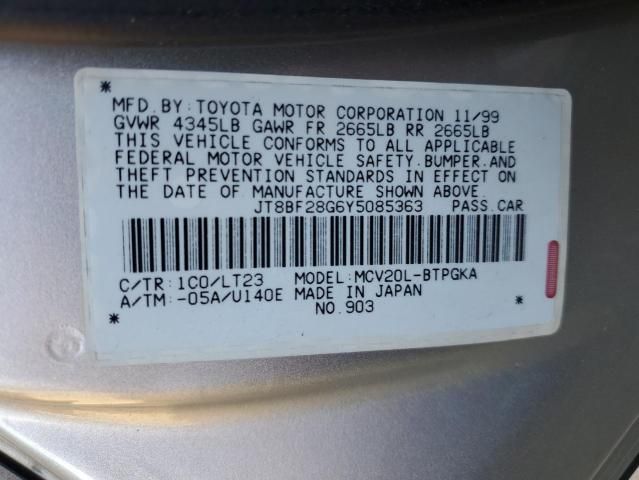 *
MFD.BY:TOYOTA MOTOR CORPORATION 11/99
GVWR 4345LB GAWR FR 2665LB RR 2665LB
THIS VEHICLE CONFORMS TO ALL APPLICABLE
FEDERAL MOTOR VEHICLE SAFETY.BUMPER.AND
THEFT PREVENTION STANDARDS IN EFFECT ON
THE DATE OF MANUFACTURE SHOWN ABOVE.
JT8BF28G6Y5085363 PASS.CAR
C/TR:1C0/LT23 MODEL:MCV20L-BTPGKA
A/TM:-05A/U140E MADE IN JAPAN
* NO.903 *